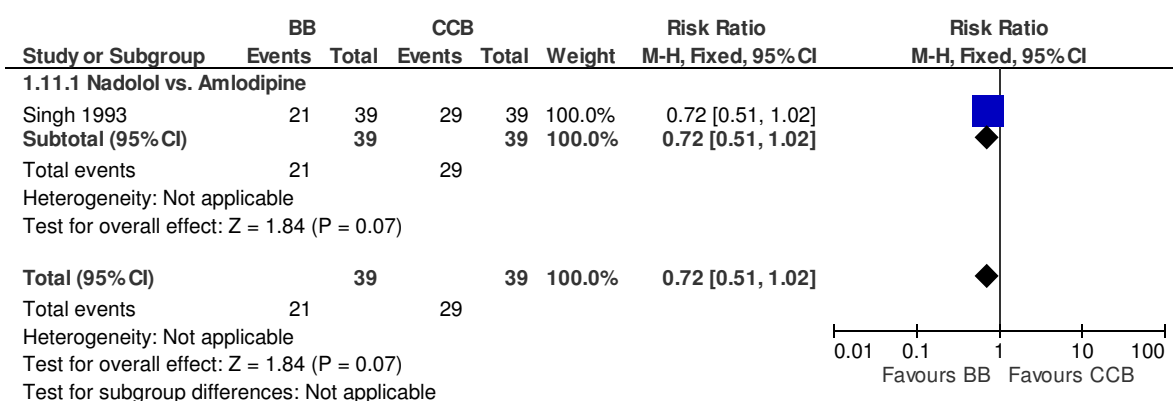 BB CCB Risk Ratio Risk Ratio
Study or Subgroup Events Total Events Total Weight M-H, Fixed, 95% CI M-H, Fixed, 95% CI
1.11.1 Nadolol vs. Amlodipine
Singh 1993 21 39 29 39 100.0% 0.72 [0.51, 1.02]
Subtotal (95% CI) 39 39 100.0% 0.72 [0.51, 1.02]
Total events 21 29
Heterogeneity: Not applicable
Test for overall effect: Z = 1.84 (P = 0.07)
Total (95% CI) 39 39 100.0% 0.72 [0.51, 1.02]
Total events 21 29
Heterogeneity: Not applicable
Test for overall effect: Z = 1.84 (P = 0.07)
Test for subgroup differences: Not applicable
0.01 0.1 1 10 100
Favours BB Favours CCB